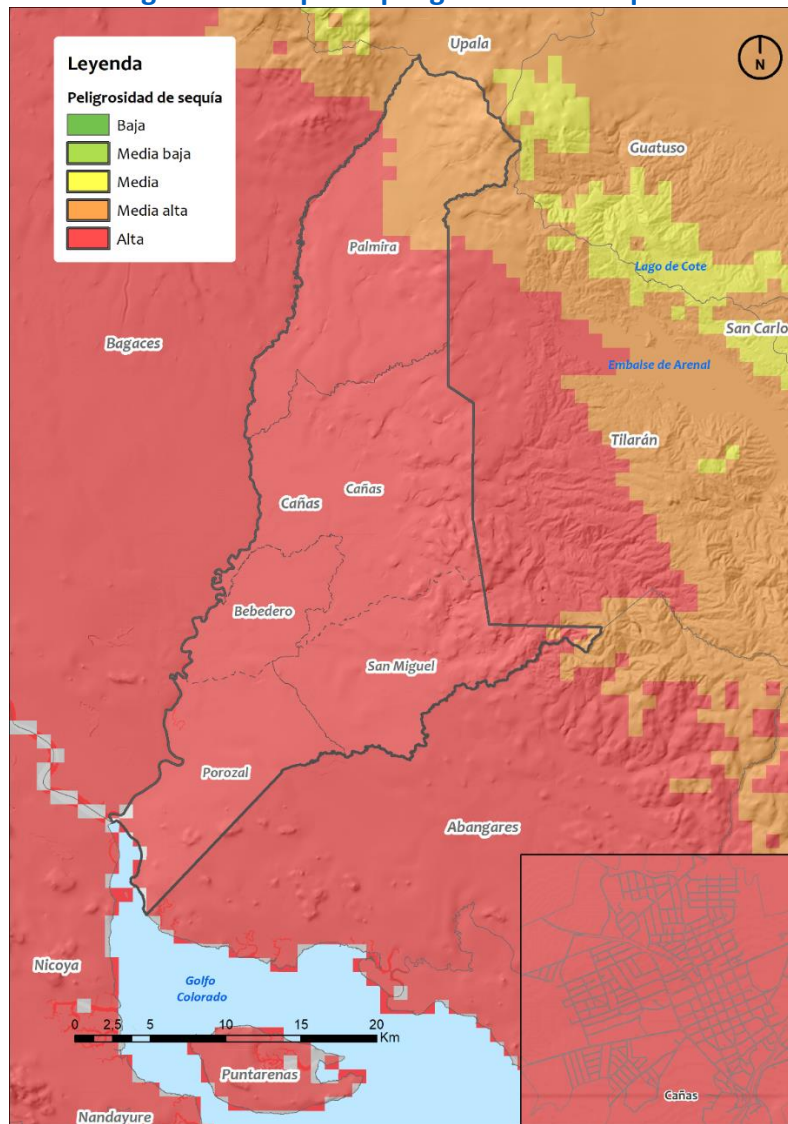 Upala
N
Leyenda
Peligrosidad de sequía
Baja
Media baja
Media
Media alta
Alta
Guatuso
Palmira
Lago de Cote
San Carlo
Bagaces
Embalse de Arenal
Tilarán
Cañas
Cañas
Bebedero
San Miguel
Porozal
Abangares
Nicoya
Golfo
Colorado
0 2,5 5 10 15 20
Km
Puntarenas
Nandayure
Cañas